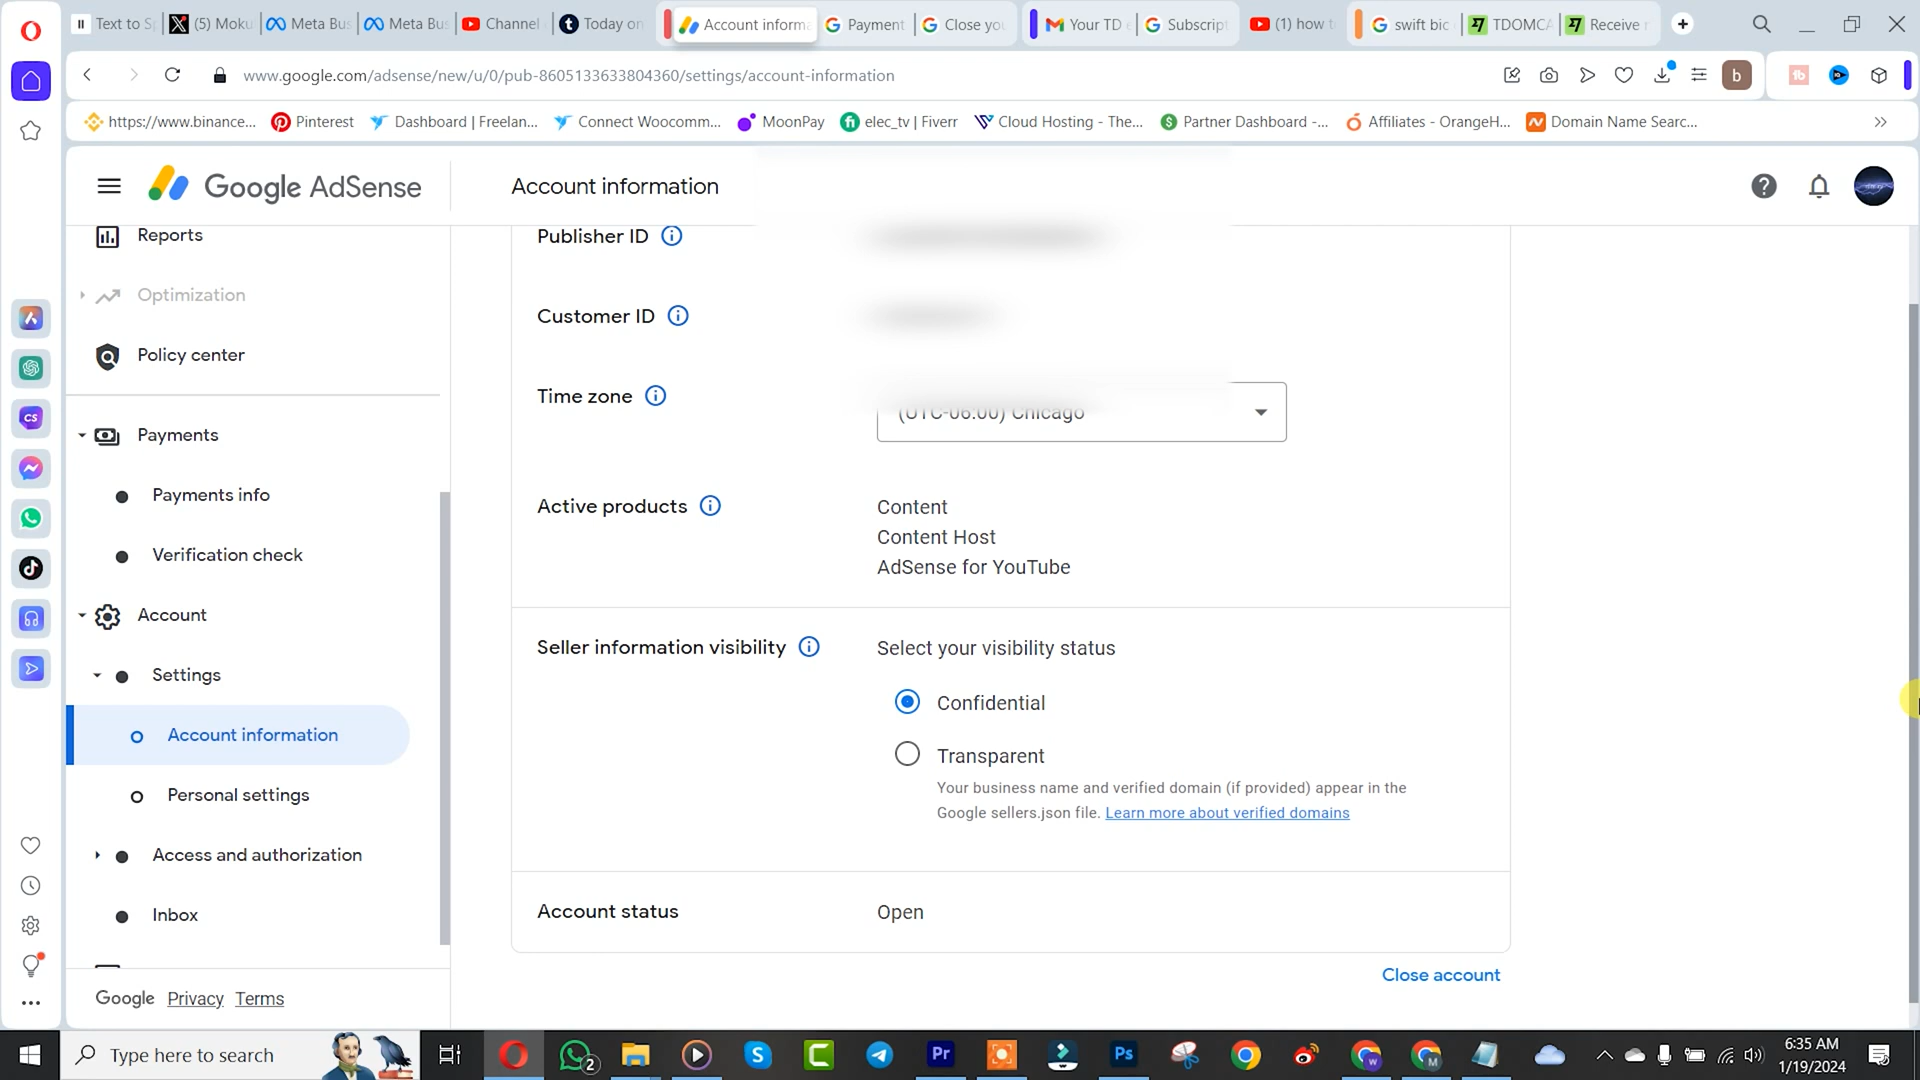 Text to Sp
(5) Moku
Meta Bus
Meta Bus
Channel
Today on
Account informa
Payment
Close you
Your TD e
Subscript
(1) how t
swift bic
TDOMCA
Receive
www.google.com/adsense/new/u/0/pub-8605133633804360/settings/account-information
b
https://www.binance...
Pinterest
Dashboard | Freelan...
Connect Woocomm...
MoonPay
elec_tv | Fiverr
Cloud Hosting - The...
Partner Dashboard -...
Affiliates - OrangeH...
Domain Name Searc...
Google AdSense
Account information
Reports
Optimization
Policy center
Payments
Payments info
Verification check
Account
Settings
Account information
Personal settings
Access and authorization
Inbox
Google Privacy Terms
Publisher ID
Customer ID
Time zone
(UTC-06:00) Chicago
Active products
Content
Content Host
AdSense for YouTube
Seller information visibility
Select your visibility status
Confidential
Transparent
Your business name and verified domain (if provided) appear in the
Google sellers.json file. Learn more about verified domains
Account status
Open
Close account
Type here to search
6:35 AM
1/19/2024